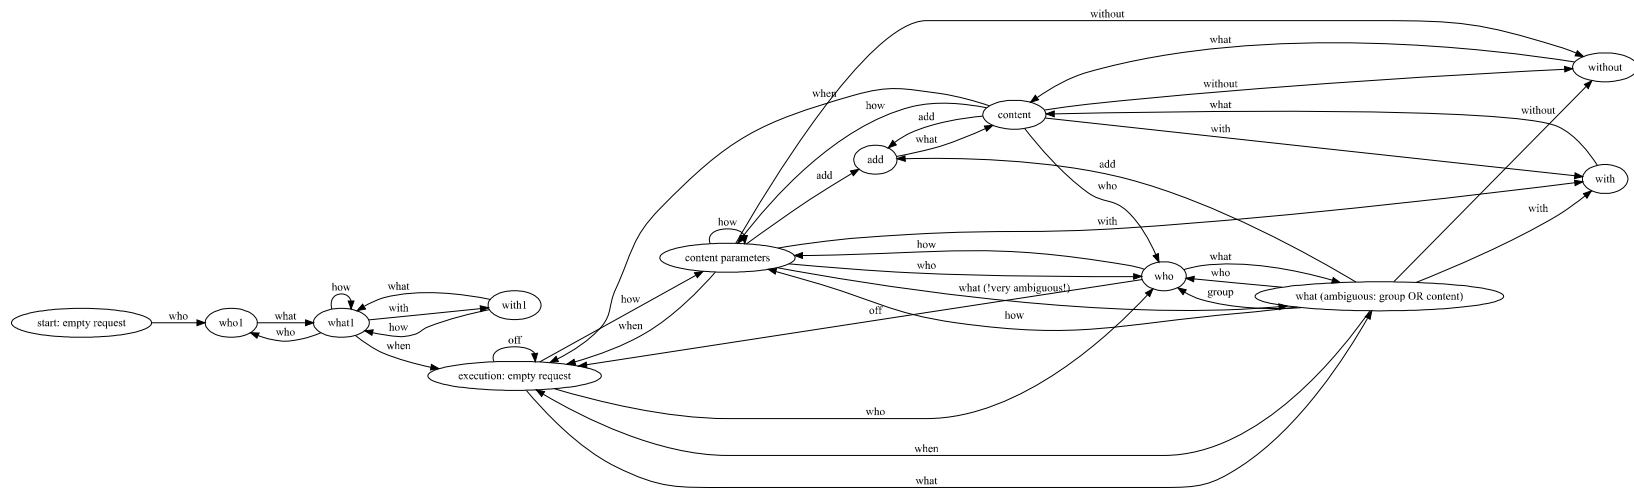 without
what
without
when
without
how
what
without
content
add
with
what
add
add
who
with
add
with
how
with
content parameters
how
who
who
what
who
what (!very ambiguous!)
group
what (ambiguous: group OR content)
how
what
with
with1
how
start: empty request
who
who1
what
who
what1
how
when
off
how
when
off
execution: empty request
who
when
what